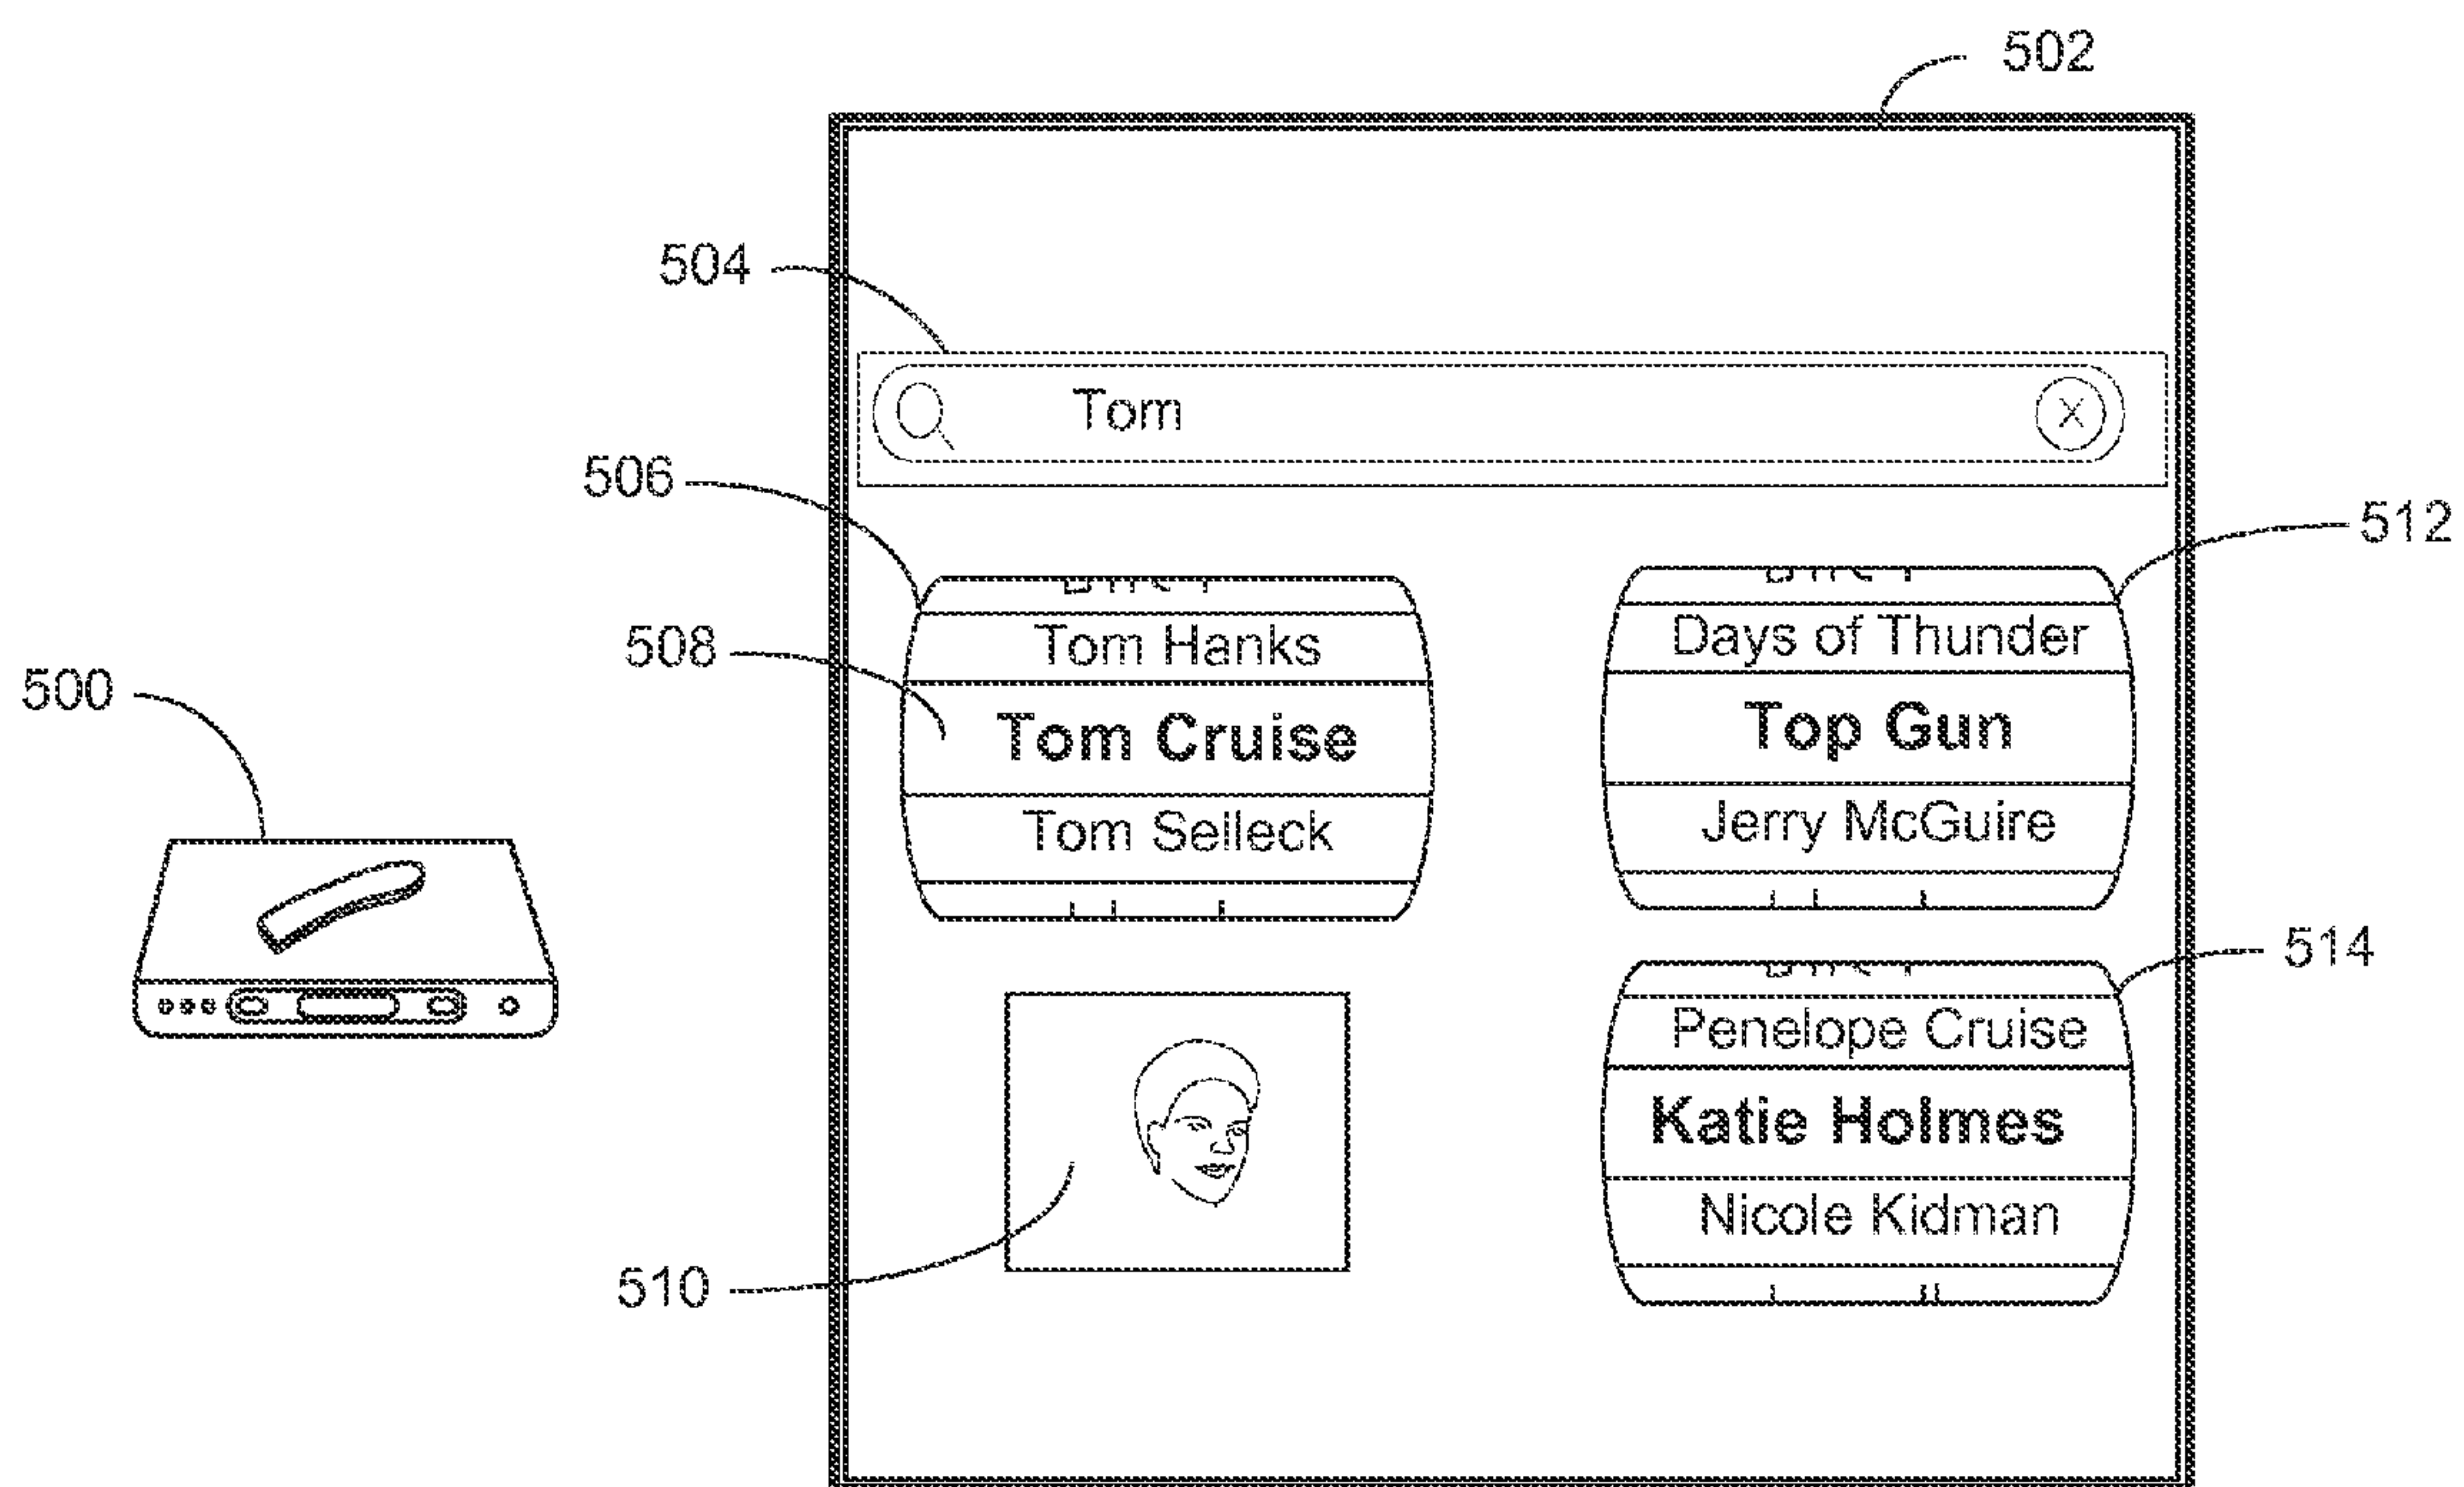 502
504
Tom
X
506
512
Tom Hanks
Days of Thunder
508
Tom Cruise
Top Gun
500
Tom Selleck
Jerry McGuire
514
Penelope Cruise
Katie Holmes
Nicole Kidman
510